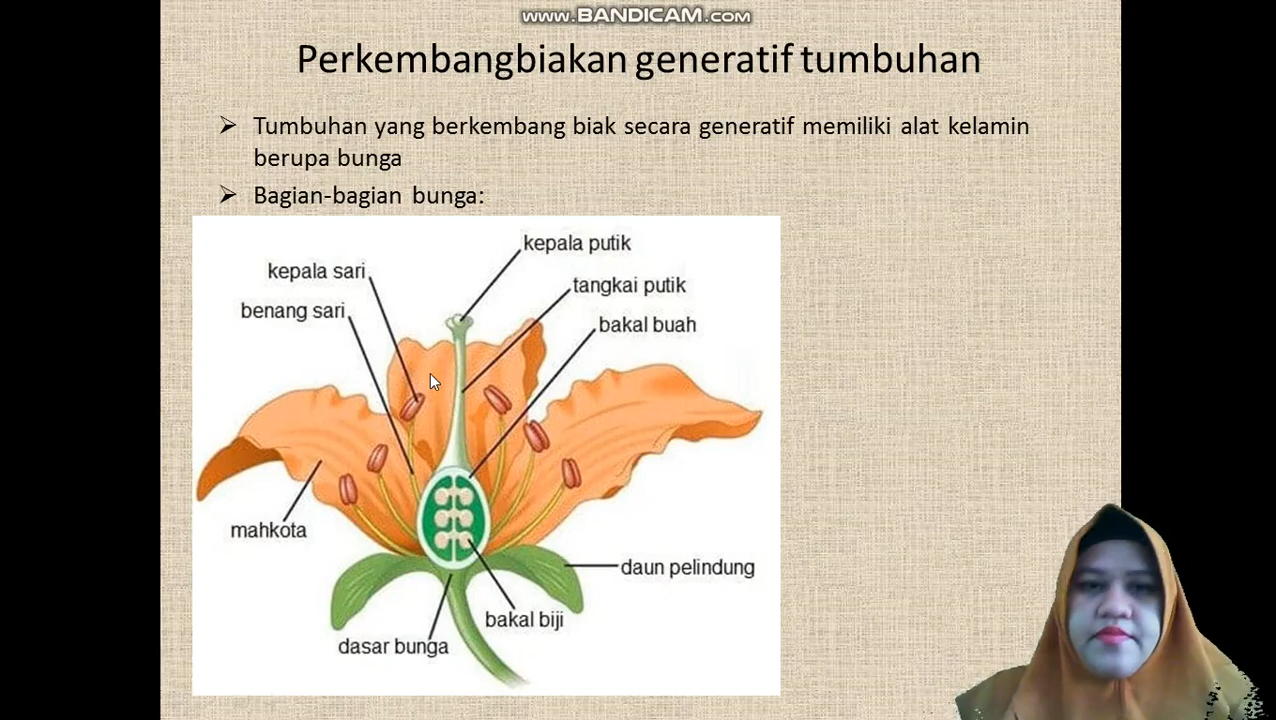 www.BANDICAM.com
Perkembangbiakan generatif tumbuhan
Tumbuhan yang berkembang biak secara generatif memiliki alat kelamin
berupa bunga
Bagian-bagian bunga:
kepala putik
kepala sari
tangkai putik
benang sari
bakal buah
mahkota
daun pelindung
bakal biji
dasar bunga